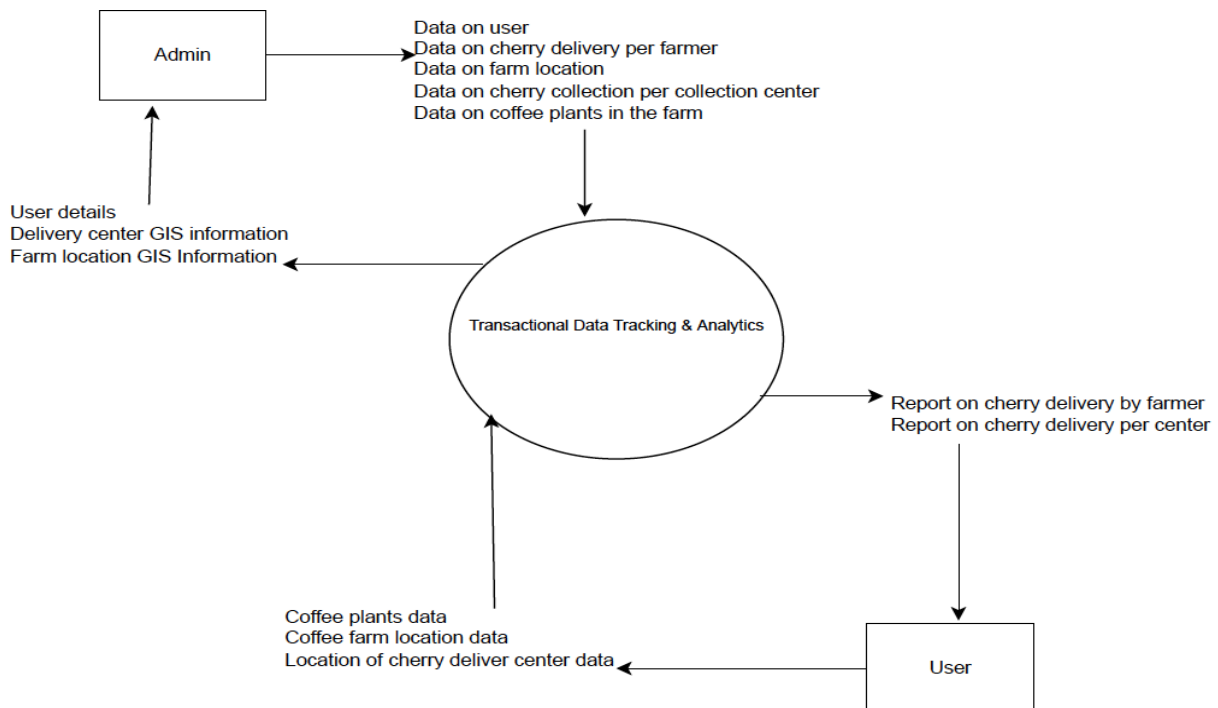 Admin
Data on user
Data on cherry delivery per farmer
Data on farm location
Data on cherry collection per collection center
Data on coffee plants in the farm
User details
Delivery center GIS information
Farm location GIS Information
Transactional Data Tracking & Analytics
Report on cherry delivery by farmer
Report on cherry delivery per center
Coffee plants data
Coffee farm location data
Location of cherry deliver center data
User